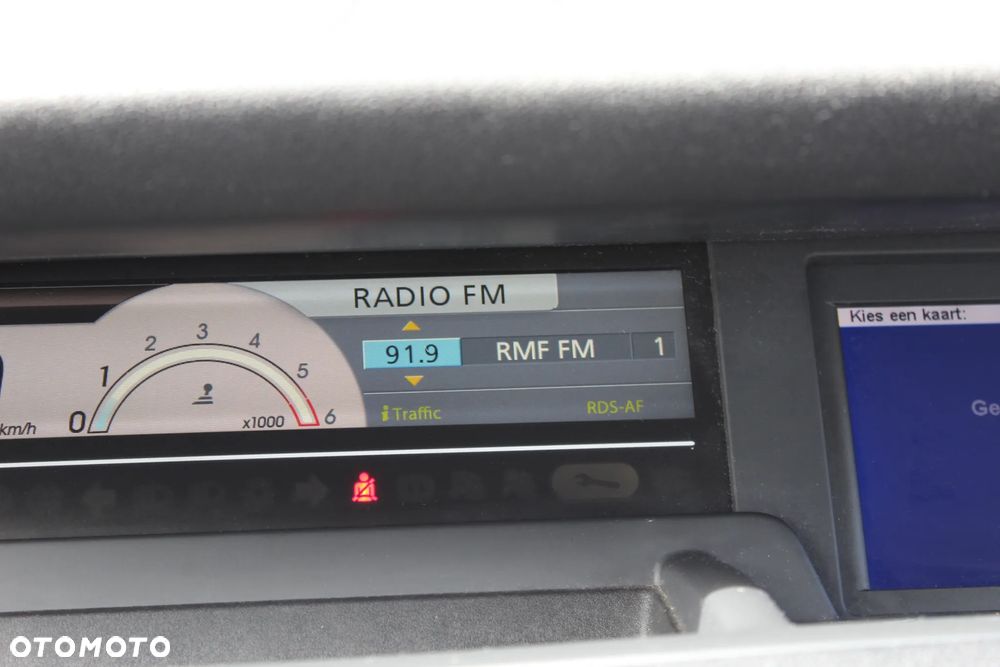 RADIO FM
91.9 RMF FM 1
i Traffic RDS-AF
0 1 2 3 4 5 6
x1000
km/h
Kies een kaart:
Ge
OTOMOTO